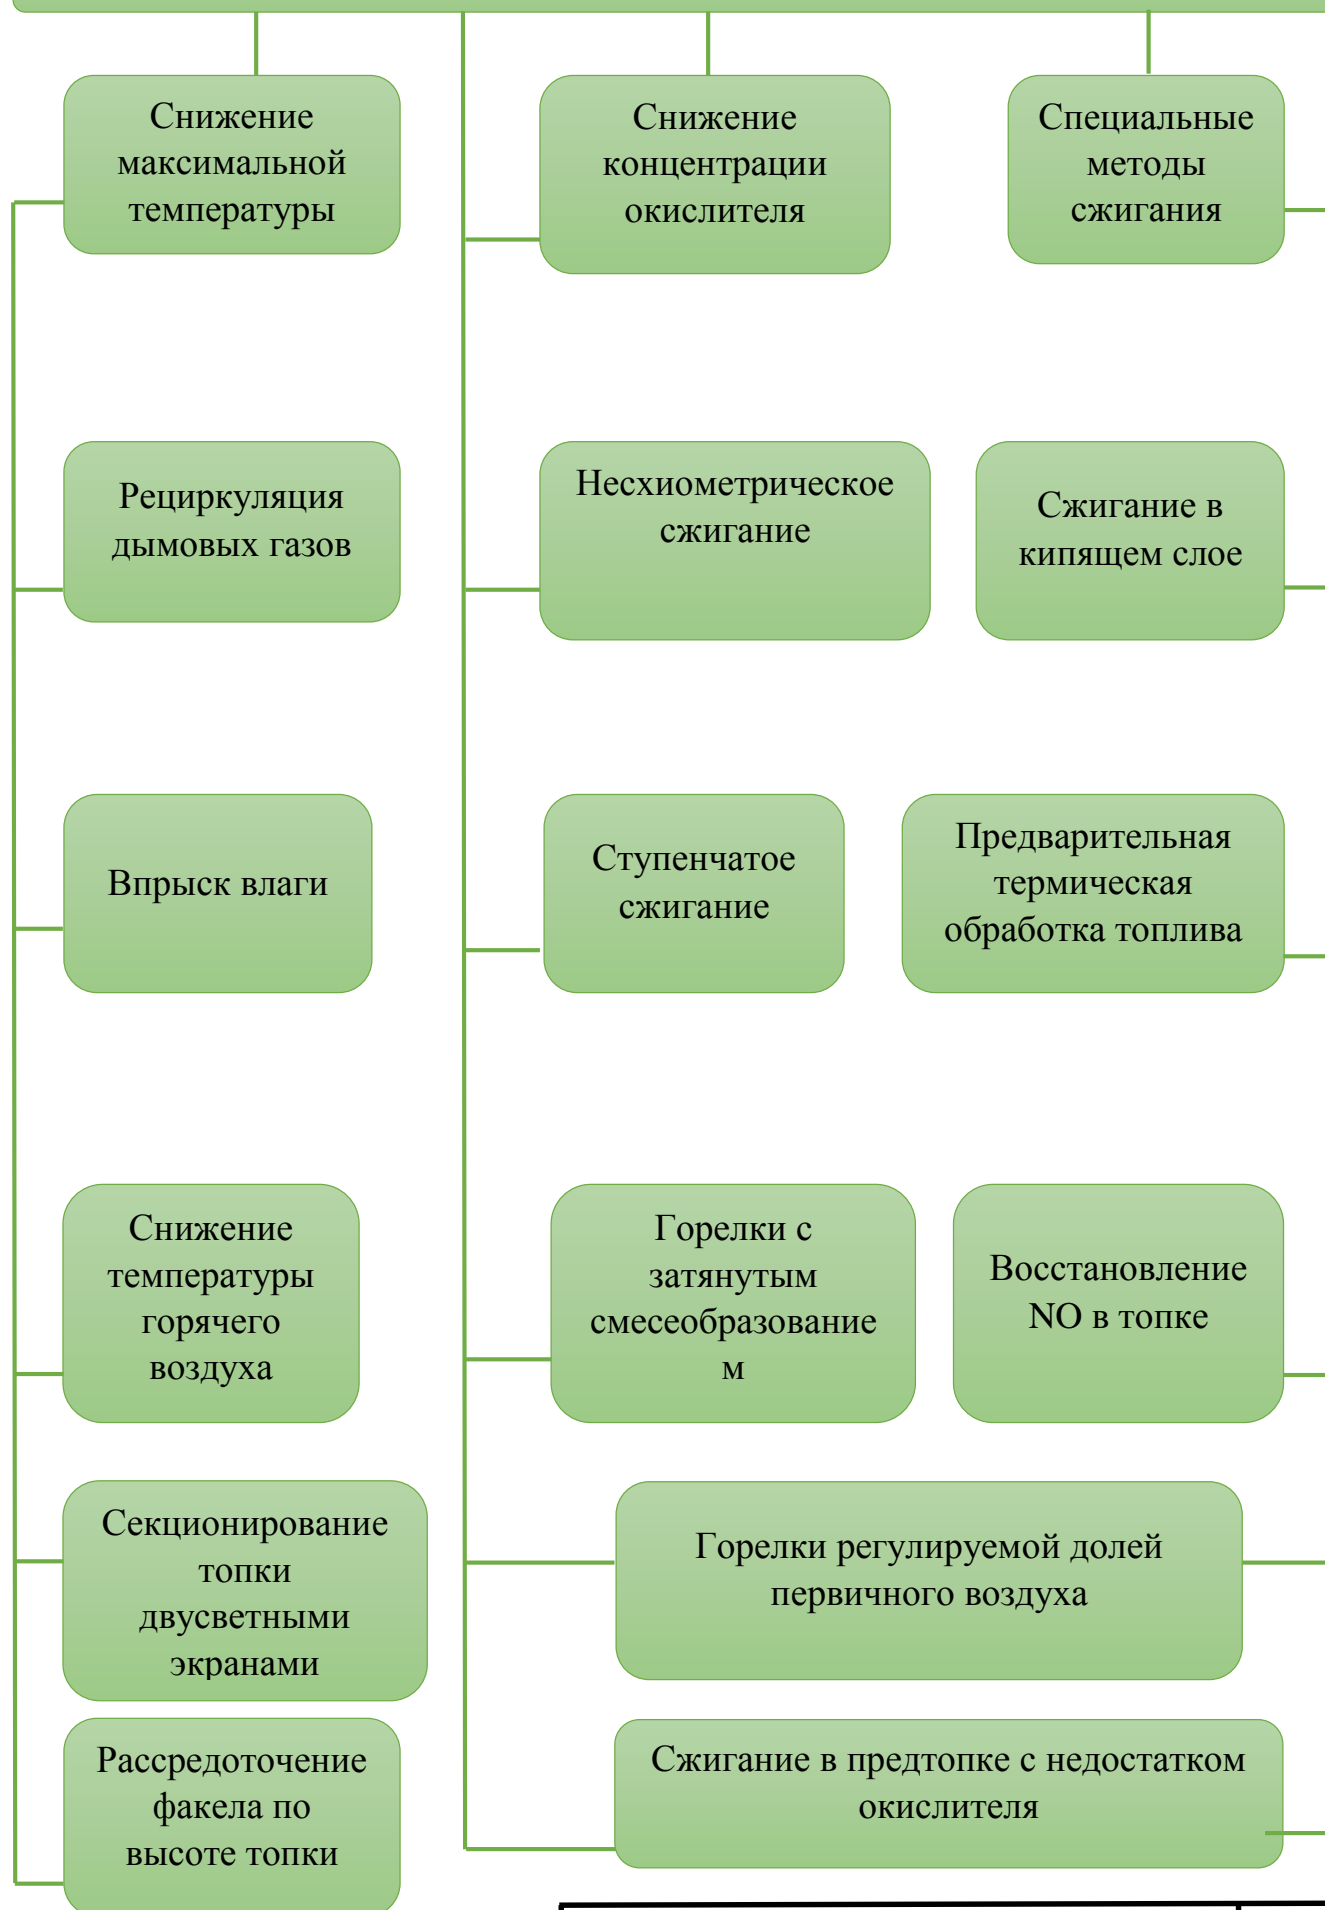 Снижение
максимальной
температуры
Снижение
концентрации
окислителя
Специальные
методы
сжигания
Рециркуляция
дымовых газов
Несхиометрическое
сжигание
Сжигание в
кипящем слое
Впрыск влаги
Ступенчатое
сжигание
Предварительная
термическая
обработка топлива
Снижение
температуры
горячего
воздуха
Горелки с
затянутым
смесеобразование
м
Восстановление
NO в топке
Секционирование
топки
двусветными
экранами
Горелки регулируемой долей
первичного воздуха
Рассредоточение
факела по
высоте топки
Сжигание в предтопке с недостатком
окислителя